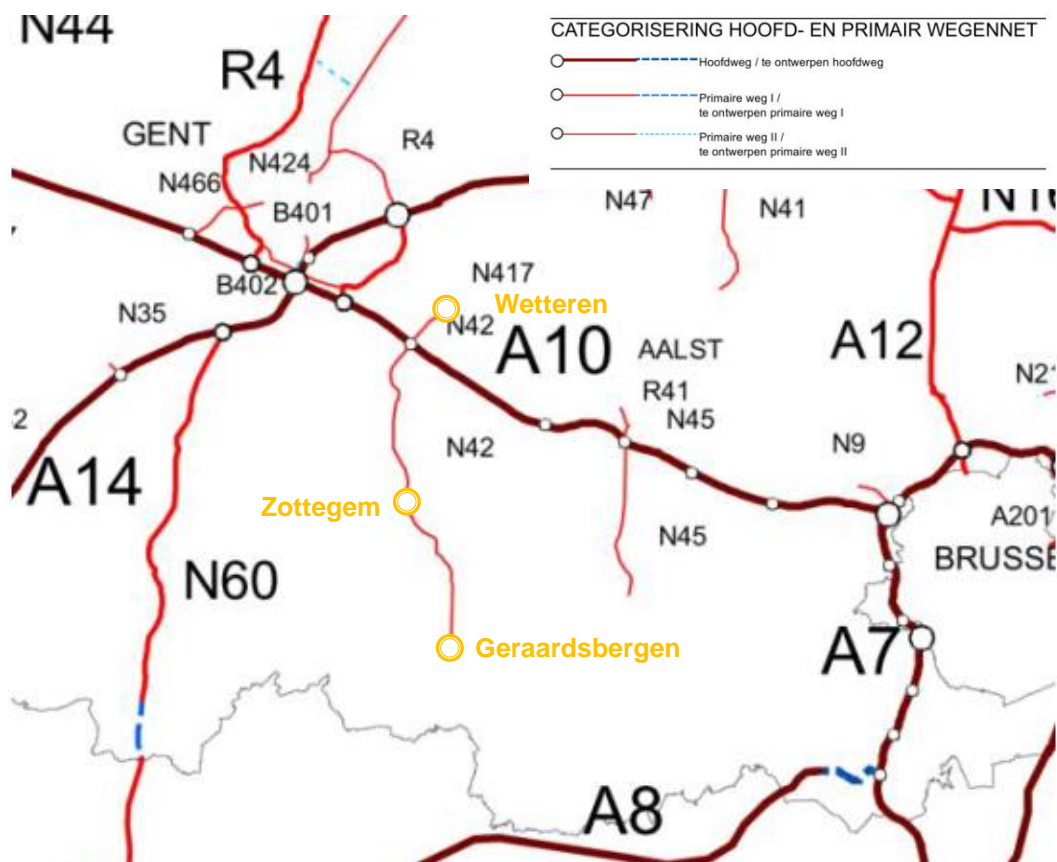 N44
R4
GENT
N424
R4
N466
B401
B402
N417
N35
Wetteren
N42
A10
AALST
R41
N45
N42
A14
Zottegem
N45
N60
Geraardsbergen
A8
A7
N9
A12
N47
N41
A201
CATEGORISERING HOOFD- EN PRIMAIR WEGENNET
Hoofdweg / te ontwerpen hoofdweg
Primaire weg I /
te ontwerpen primaire weg I
Primaire weg II /
te ontwerpen primaire weg II